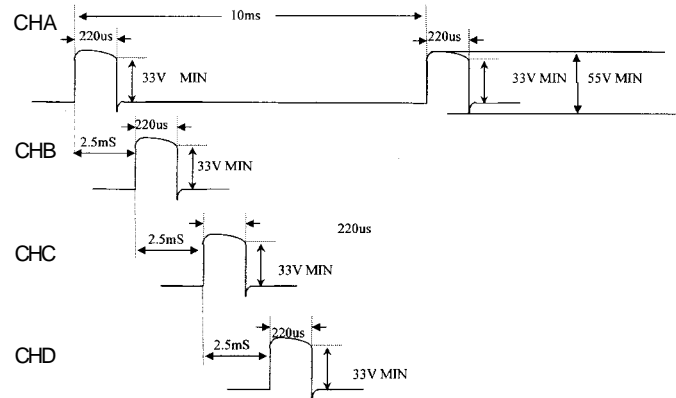 CHA
10ms
220us
220us
33V MIN
33V MIN
55V MIN
2.5mS
220us
CHB
33V MIN
2.5mS
220us
CHC
33V MIN
2.5mS
220us
CHD
33V MIN